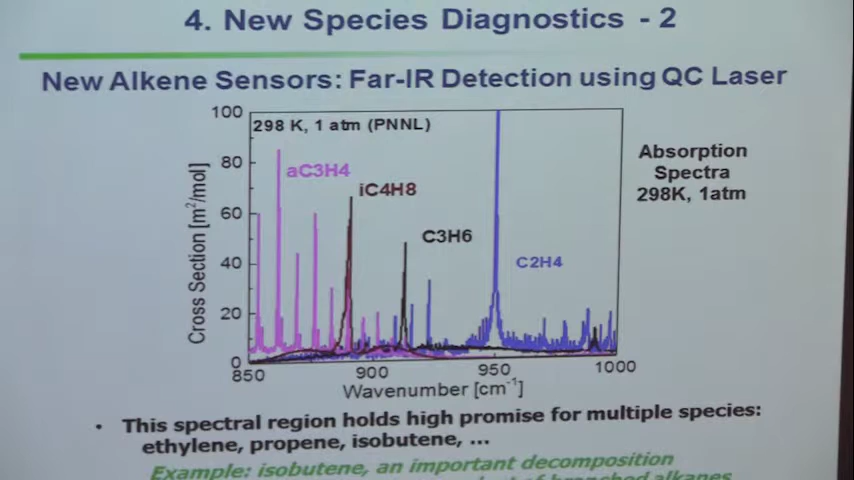 4. New Species Diagnostics - 2
New Alkene Sensors: Far-IR Detection using QC Laser
100
298 K, 1 atm (PNNL)
80
aC3H4
iC4H8
60
C3H6
40
C2H4
20
0
Cross Section [m²/mol]
850
900
950
1000
Wavenumber [cm⁻¹]
Absorption
Spectra
298K, 1atm
• This spectral region holds high promise for multiple species:
ethylene, propene, isobutene, ...
Example: isobutene, an important decomposition
of branched alkanes